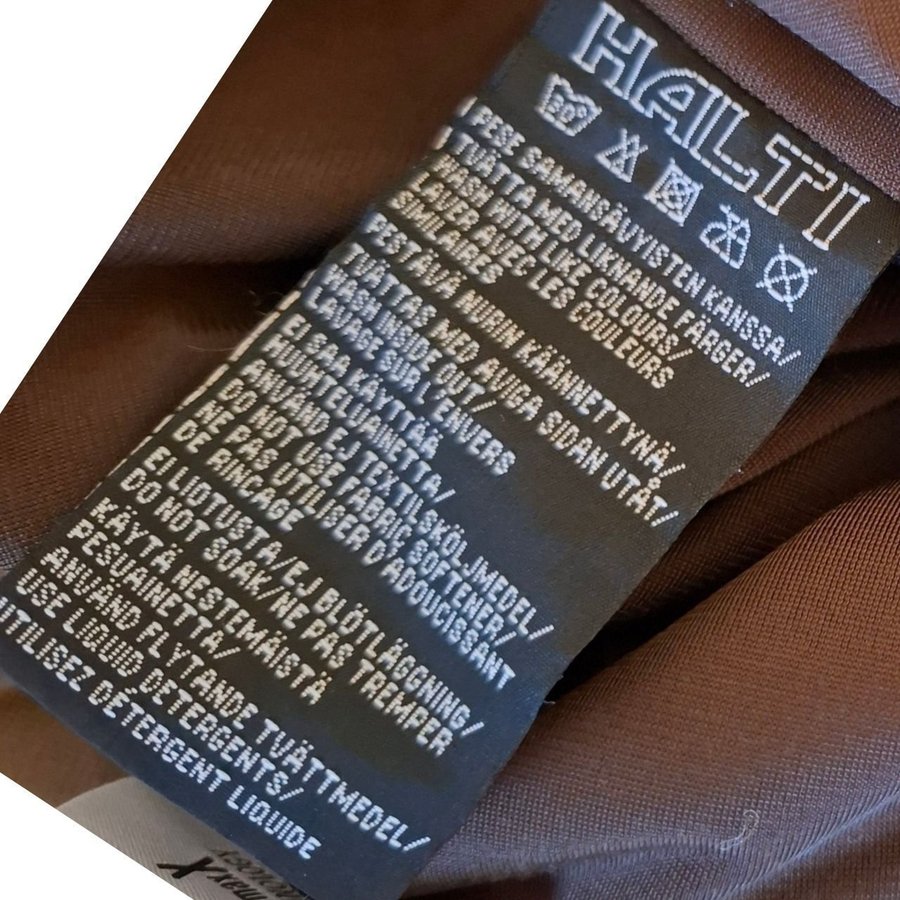 HALTI
30°
PESE SAMANSÄVYISTEN KANSSA/
TVÄTTA MED LIKNANDE FÄRGER/
WASH WITH LIKE COLOURS/
LAVER AVEC LES COULEURS
SIMILAIRES
PESTÄVÄ NURIN KÄÄNNETTYNÄ/
TVÄTTAS MED AVIGA SIDAN UTÅT/
WASH INSIDE OUT/
LAVAGE SUR L'ENVERS
EI SAA KÄYTTÄÄ
HUUHTELUAINETTA/
ANVÄND EJ TEXTILSKÖLJMEDEL/
DO NOT USE FABRIC SOFTENER/
NE PAS UTILISER D'ADOUCISSANT
DE RINCAGE
EI LIOTUSTA/EJ BLÖTLÄGGNING/
DO NOT SOAK/NE PAS TREMPER
KÄYTÄ NESTEMÄISTÄ
PESUAINETTA/
ANVÄND FLYTANDE TVÄTTMEDEL/
USE LIQUID DETERGENTS/
UTILISEZ DÉTERGENT LIQUIDE